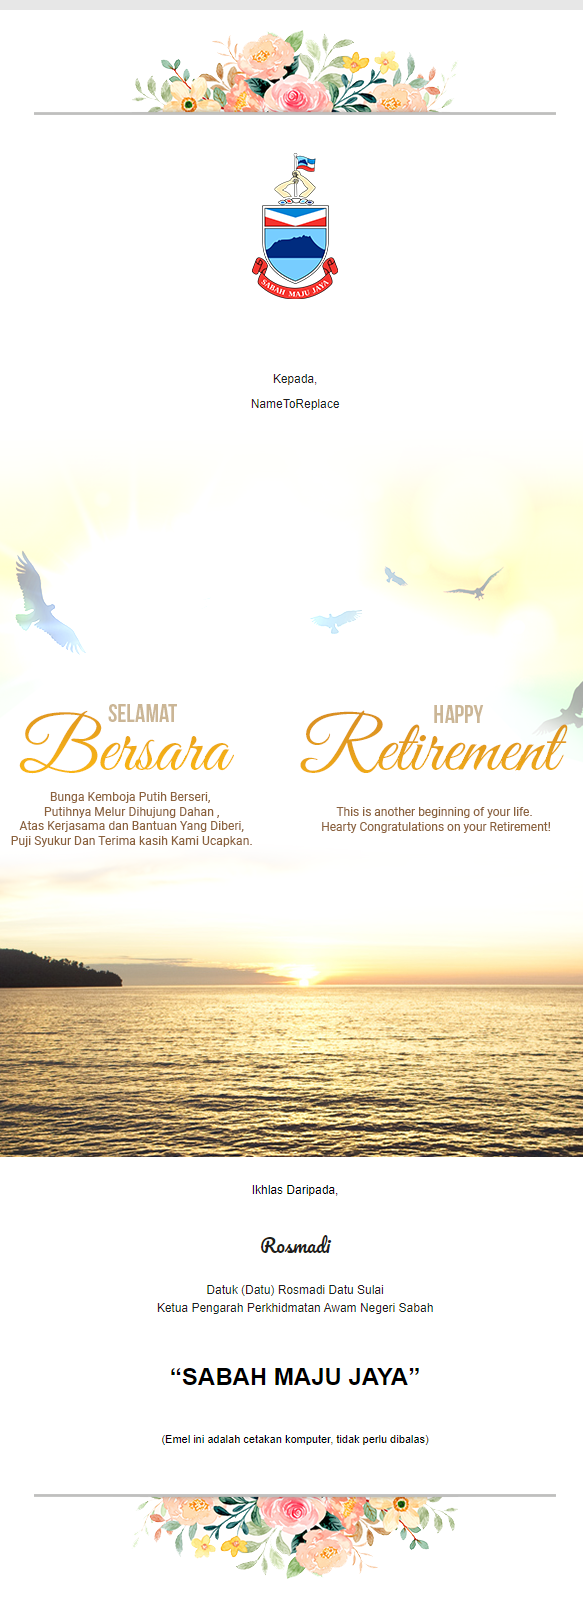 SABAH MAJU JAYA
Kepada,
NameToReplace
SELAMAT
Bersara
Bunga Kemboja Putih Berseri,
Putihnya Melur Dihujung Dahan ,
Atas Kerjasama dan Bantuan Yang Diberi,
Puji Syukur Dan Terima kasih Kami Ucapkan.
HAPPY
Retirement
This is another beginning of your life.
Hearty Congratulations on your Retirement!
Ikhlas Daripada,
Rosmadi
Datuk (Datu) Rosmadi Datu Sulai
Ketua Pengarah Perkhidmatan Awam Negeri Sabah
“SABAH MAJU JAYA”
(Emel ini adalah cetakan komputer, tidak perlu dibalas)